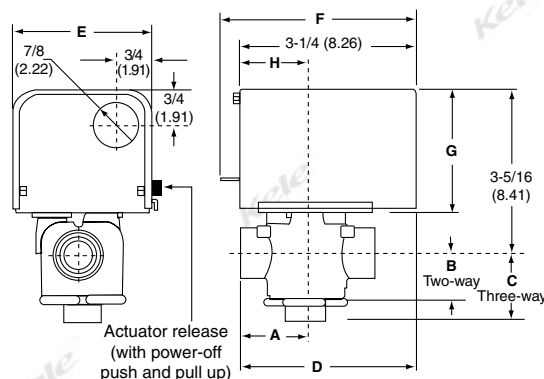 E
7/8
(2.22)
3/4
(1.91)
3/4
(1.91)
F
3-1/4 (8.26)
H
G
3-5/16
(8.41)
B
Two-way
C
Three-way
A
D
Actuator release
(with power-off
push and pull up)
Kele
Kele
Kele